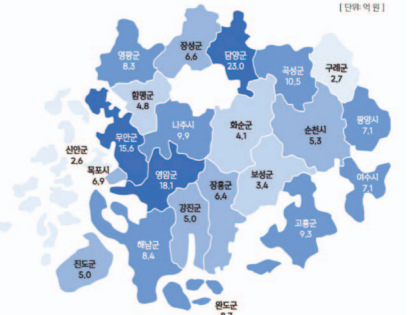 [단위: 억 원]
영광군
8.3
장성군
6.6
담양군
23.0
곡성군
10.5
구례군
2.7
함평군
4.8
신안군
2.6
무안군
15.6
나주시
9.9
화순군
4.1
순천시
5.3
광양시
7.1
목포시
6.9
영암군
18.1
장흥군
6.4
보성군
3.4
여수시
7.1
강진군
5.0
고흥군
9.3
해남군
8.4
진도군
5.0
완도군